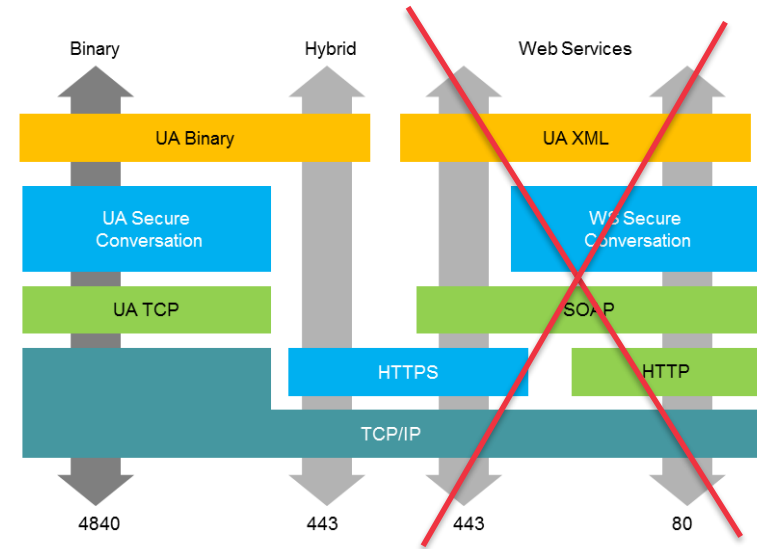 Binary
Hybrid
Web Services
UA Binary
UA XML
UA Secure
Conversation
WS Secure
Conversation
UA TCP
SOAP
HTTPS
HTTP
TCP/IP
4840
443
443
80